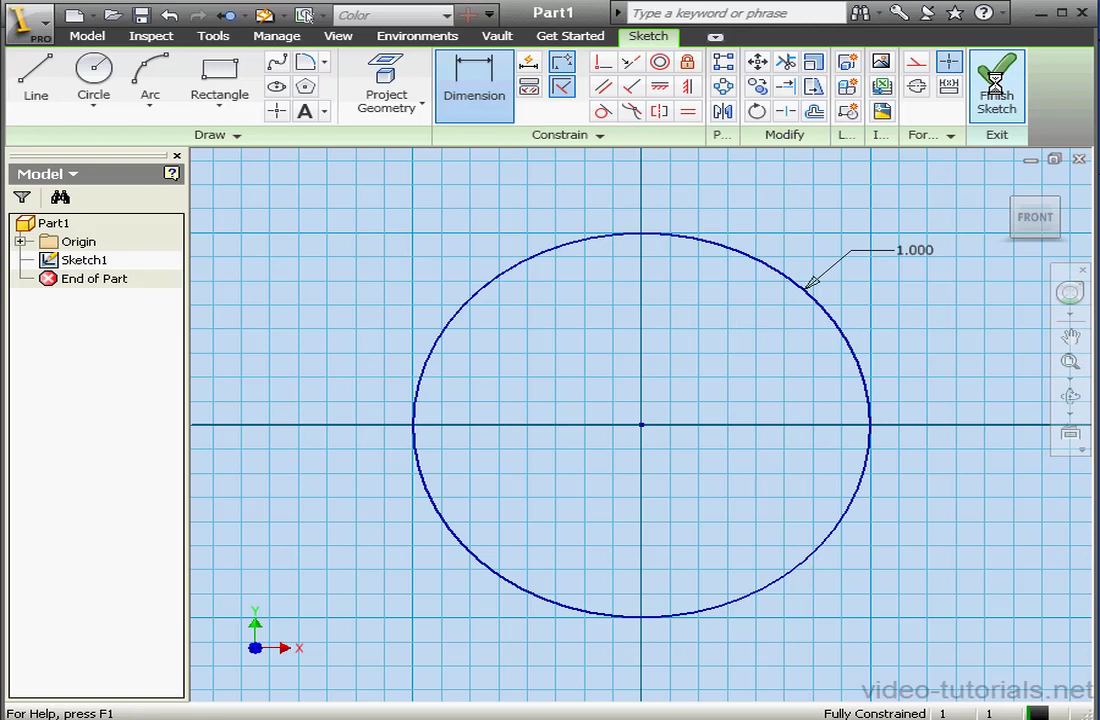 Color
Part1
Type a keyword or phrase
PRO
Model Inspect Tools Manage View Environments Vault Get Started Sketch
Line
Circle
Arc
Rectangle
A
Project
Geometry
Dimension
Finish
Sketch
Draw
Constrain
P...
Modify
L...
I...
For...
Exit
Model
Part1
Origin
Sketch1
End of Part
FRONT
1.000
Y
X
video-tutorials.net
For Help, press F1
Fully Constrained 1 1